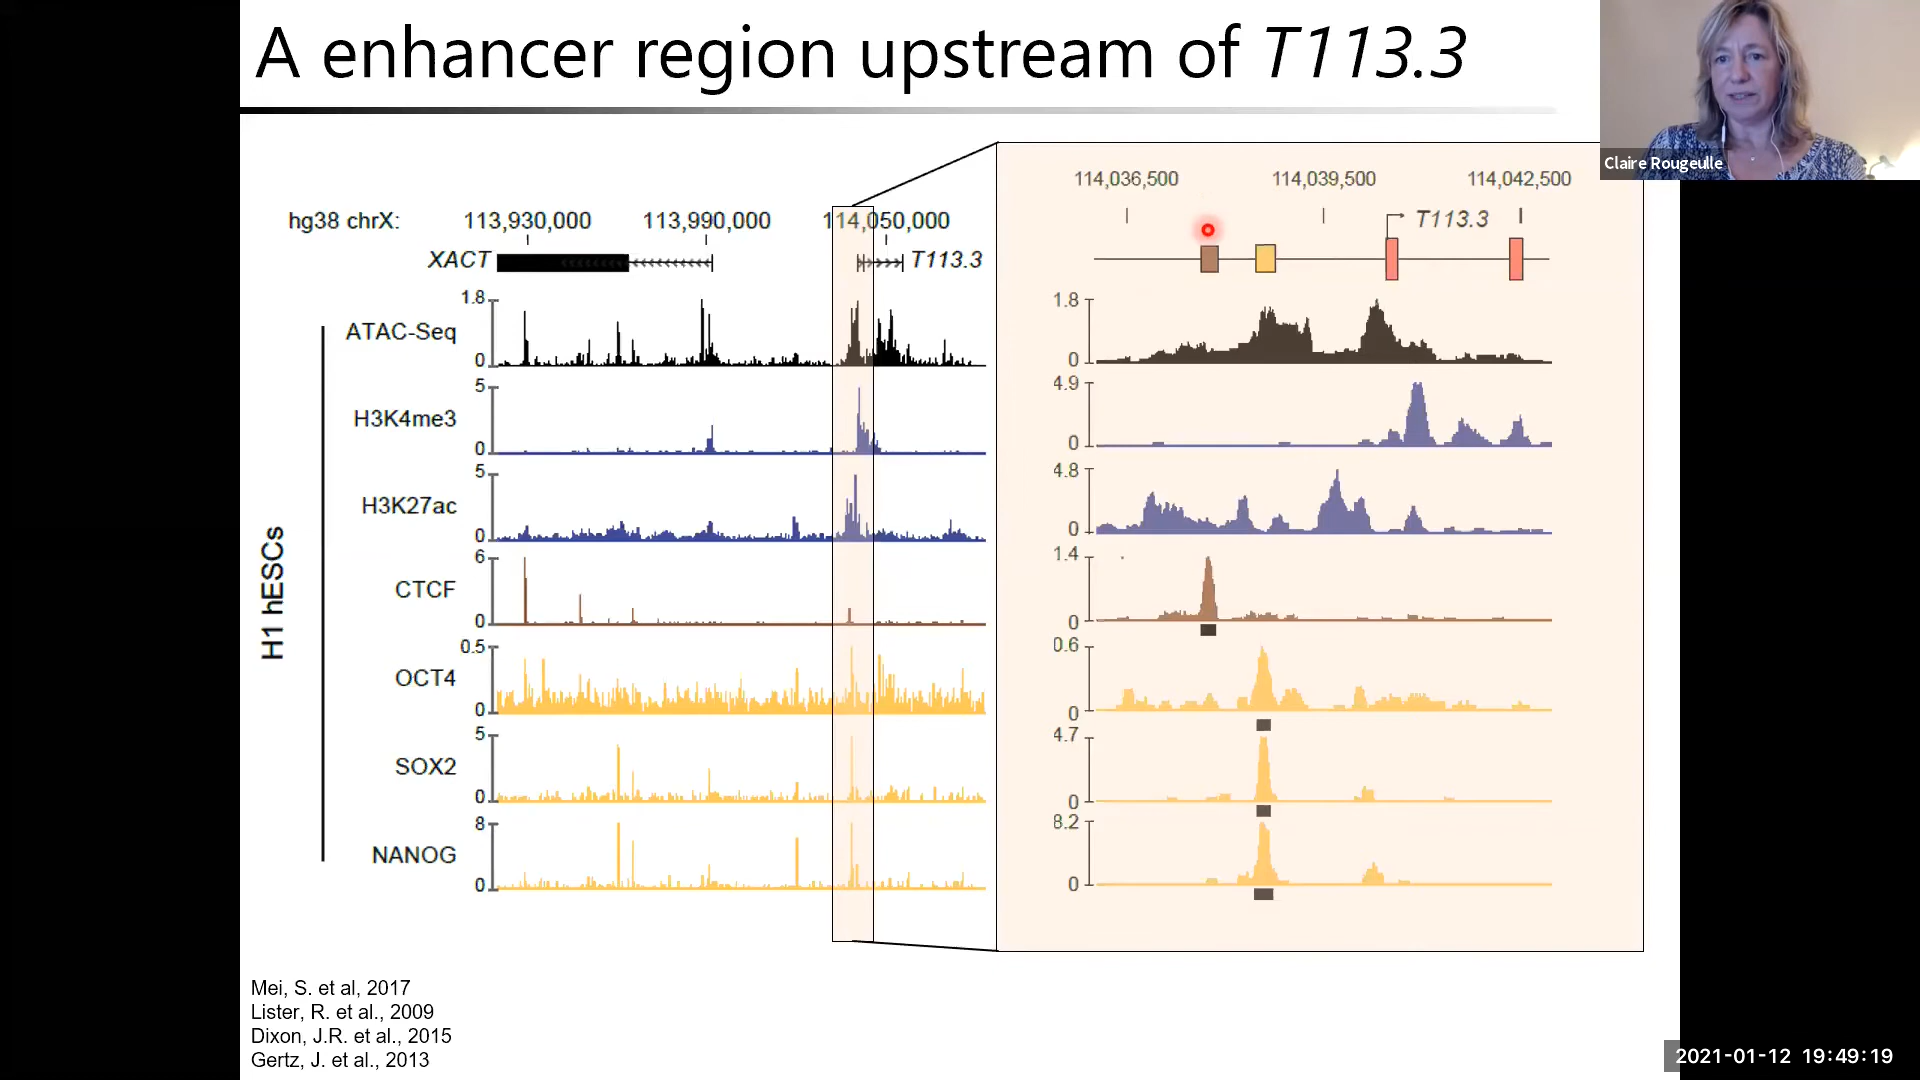 A enhancer region upstream of T113.3
Claire Rougeulle
hg38 chrX: 113,930,000 113,990,000 114,050,000
XACT T113.3
H1 hESCs
ATAC-Seq 1.8 0
H3K4me3 5 0
H3K27ac 5 0
CTCF 6 0
OCT4 0.5 0
SOX2 5 0
NANOG 8 0
114,036,500 114,039,500 114,042,500
T113.3
1.8 0
4.9 0
4.8 0
1.4 0
0.6 0
4.7 0
8.2 0
Mei, S. et al, 2017
Lister, R. et al., 2009
Dixon, J.R. et al., 2015
Gertz, J. et al., 2013
2021-01-12 19:49:19